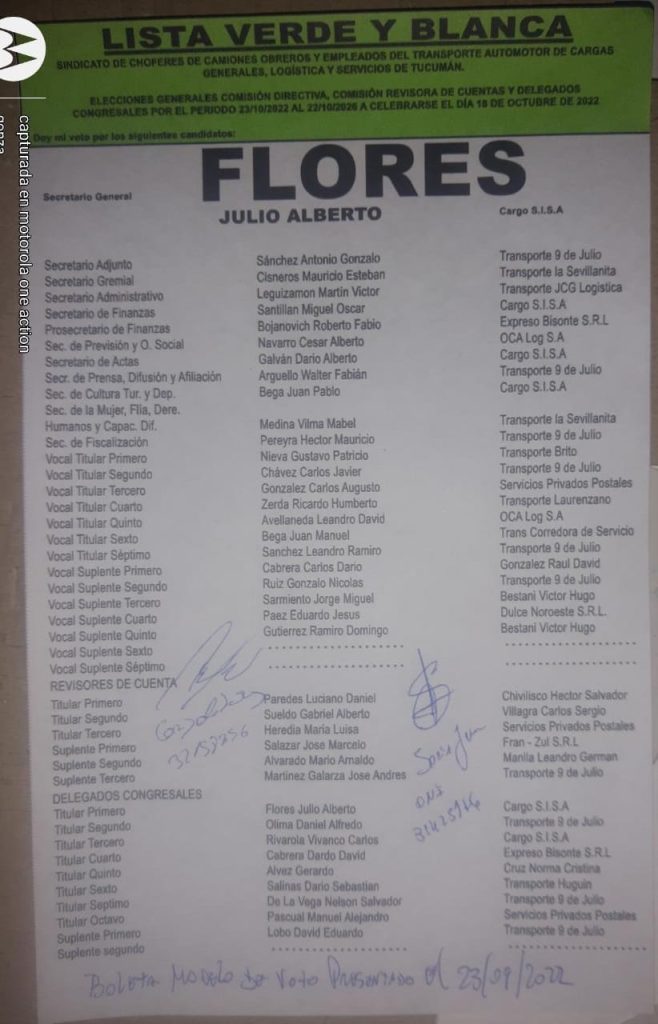 LISTA VERDE Y BLANCA
SINDICATO DE CHOFERES DE CAMIONES OBREROS Y EMPLEADOS DEL TRANSPORTE AUTOMOTOR DE CARGAS
GENERALES, LOGÍSTICA Y SERVICIOS DE TUCUMÁN.
ELECCIONES GENERALES COMISIÓN DIRECTIVA, COMISIÓN REVISORA DE CUENTAS Y DELEGADOS
CONGRESALES POR EL PERIODO 23/10/2022 AL 22/10/2026 A CELEBRARSE EL DÍA 18 DE OCTUBRE DE 2022
Doy mi voto por los siguientes candidatos:
Secretario General FLORES
JULIO ALBERTO Cargo S.I.S.A
Secretario Adjunto Sánchez Antonio Gonzalo Transporte 9 de Julio
Secretario Gremial Cisneros Mauricio Esteban Transporte la Sevillanita
Secretario Administrativo Leguizamon Martín Victor Transporte JCG Logistica
Secretario de Finanzas Santillan Miguel Oscar Cargo S.I.S.A
Prosecretario de Finanzas Bojanovich Roberto Fabio Expreso Bisonte S.R.L
Sec. de Previsión y O. Social Navarro Cesar Alberto OCA Log S.A
Secretario de Actas Galván Dario Alberto Cargo S.I.S.A
Secr. de Prensa, Difusión y Afiliación Arguello Walter Fabián Transporte 9 de Julio
Sec. de Cultura Tur. y Dep. Bega Juan Pablo Cargo S.I.S.A
Sec. de la Mujer, Flia, Dere.
Humanos y Capac. Dif. Medina Vilma Mabel Transporte la Sevillanita
Sec. de Fiscalización Pereyra Hector Mauricio Transporte 9 de Julio
Vocal Titular Primero Nieva Gustavo Patricio Transporte Brito
Vocal Titular Segundo Chávez Carlos Javier Transporte 9 de Julio
Vocal Titular Tercero Gonzalez Carlos Augusto Servicios Privados Postales
Vocal Titular Cuarto Zerda Ricardo Humberto Transporte Laurenzano
Vocal Titular Quinto Avellaneda Leandro David OCA Log S.A
Vocal Titular Sexto Bega Juan Manuel Trans Corredora de Servicio
Vocal Titular Séptimo Sanchez Leandro Ramiro Transporte 9 de Julio
Vocal Suplente Primero Cabrera Carlos Dario Gonzalez Raul David
Vocal Suplente Segundo Ruiz Gonzalo Nicolas Transporte 9 de Julio
Vocal Suplente Tercero Sarmiento Jorge Miguel Bestani Victor Hugo
Vocal Suplente Cuarto Paez Eduardo Jesus Dulce Noroeste S.R.L.
Vocal Suplente Quinto Gutierrez Ramiro Domingo Bestani Victor Hugo
Vocal Suplente Sexto
Vocal Suplente Séptimo
REVISORES DE CUENTA
Titular Primero Paredes Luciano Daniel Chivilisco Hector Salvador
Titular Segundo Sueldo Gabriel Alberto Villagra Carlos Sergio
Titular Tercero Heredia María Luisa Servicios Privados Postales
Suplente Primero Salazar Jose Marcelo Fran - Zul S.R.L
Suplente Segundo Alvarado Mario Arnaldo Manila Leandro German
Suplente Tercero Martinez Galarza Jose Andres Transporte 9 de Julio
DNI
DELEGADOS CONGRESALES
Titular Primero Flores Julio Alberto Cargo S.I.S.A
Titular Segundo Olima Daniel Alfredo Transporte 9 de Julio
Titular Tercero Rivarola Vivanco Carlos Cargo S.I.S.A
Titular Cuarto Cabrera Dardo David Expreso Bisonte S.R.L
Titular Quinto Alvez Gerardo Cruz Norma Cristina
Titular Sexto Salinas Dario Sebastian Transporte Huguin
Titular Septimo De La Vega Nelson Salvador Transporte 9 de Julio
Titular Octavo Pascual Manuel Alejandro Servicios Privados Postales
Suplente Primero Lobo David Eduardo Transporte 9 de Julio
Suplente segundo
BOLETA MODELO DE VOTO PRESENTADO el 23/09/2022
capturada en motorola one action
gonza